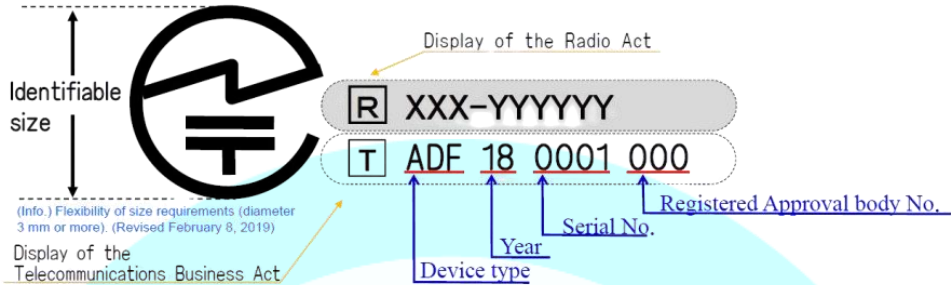 Display of the Radio Act
Identifiable
size
R XXX-YYYYYY
T ADF 18 0001 000
(Info.) Flexibility of size requirements (diameter
3 mm or more). (Revised February 8, 2019)
Registered Approval body No.
Serial No.
Year
Device type
Display of the
Telecommunications Business Act